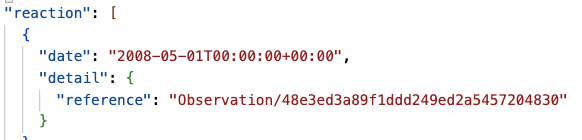 "reaction": [
{
"date": "2008-05-01T00:00:00+00:00",
"detail": {
"reference": "Observation/48e3ed3a89f1ddd249ed2a5457204830"
}